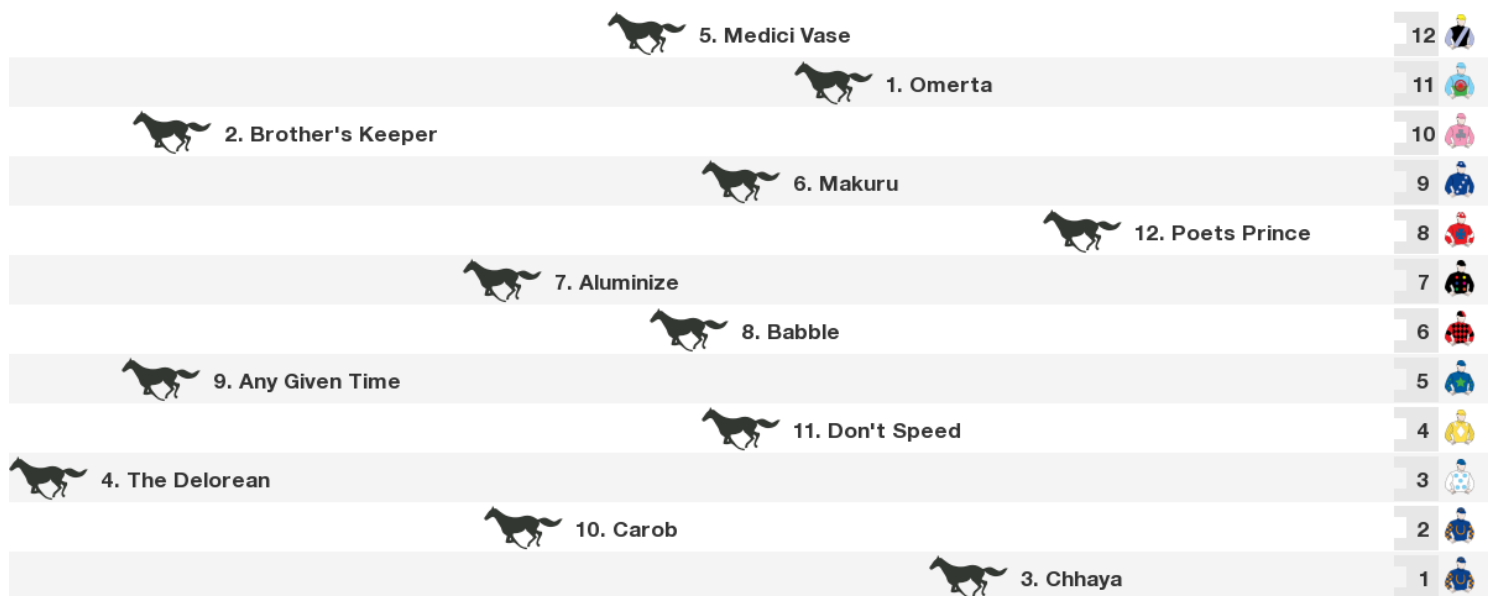 5. Medici Vase 12
1. Omerta 11
2. Brother's Keeper 10
6. Makuru 9
12. Poets Prince 8
7. Aluminize 7
8. Babble 6
9. Any Given Time 5
11. Don't Speed 4
4. The Delorean 3
10. Carob 2
3. Chhaya 1